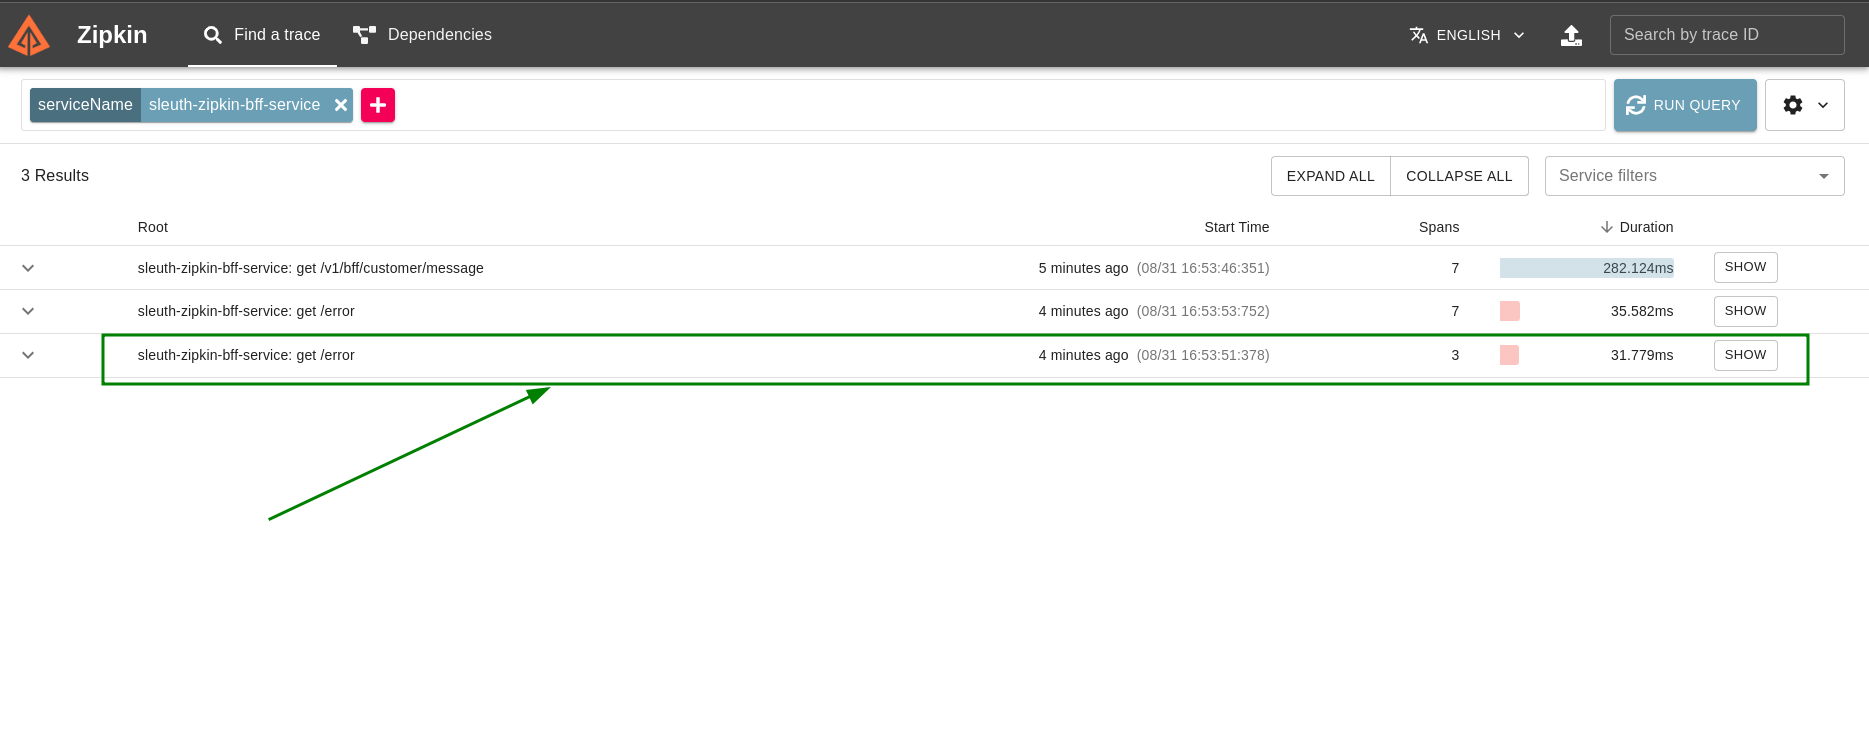 Zipkin Find a trace Dependencies ENGLISH Search by trace ID
serviceName sleuth-zipkin-bff-service RUN QUERY
3 Results EXPAND ALL COLLAPSE ALL Service filters
Root Start Time Spans Duration
sleuth-zipkin-bff-service: get /v1/bff/customer/message 5 minutes ago (08/31 16:53:46:351) 7 282.124ms SHOW
sleuth-zipkin-bff-service: get /error 4 minutes ago (08/31 16:53:53:752) 7 35.582ms SHOW
sleuth-zipkin-bff-service: get /error 4 minutes ago (08/31 16:53:51:378) 3 31.779ms SHOW